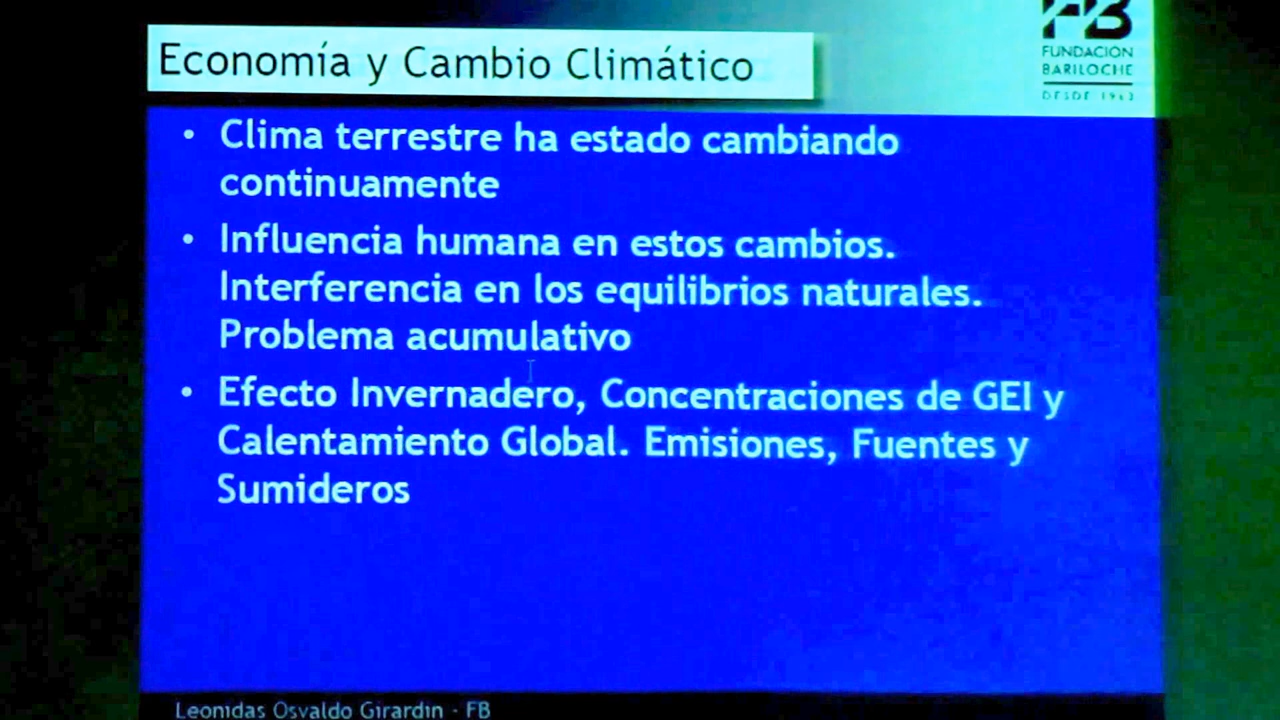 Economía y Cambio Climático
FB
FUNDACION
BARILOCHE
DESDE 1963
• Clima terrestre ha estado cambiando
continuamente
• Influencia humana en estos cambios.
Interferencia en los equilibrios naturales.
Problema acumulativo
• Efecto Invernadero, Concentraciones de GEI y
Calentamiento Global. Emisiones, Fuentes y
Sumideros
Leonidas Osvaldo Girardin - FB